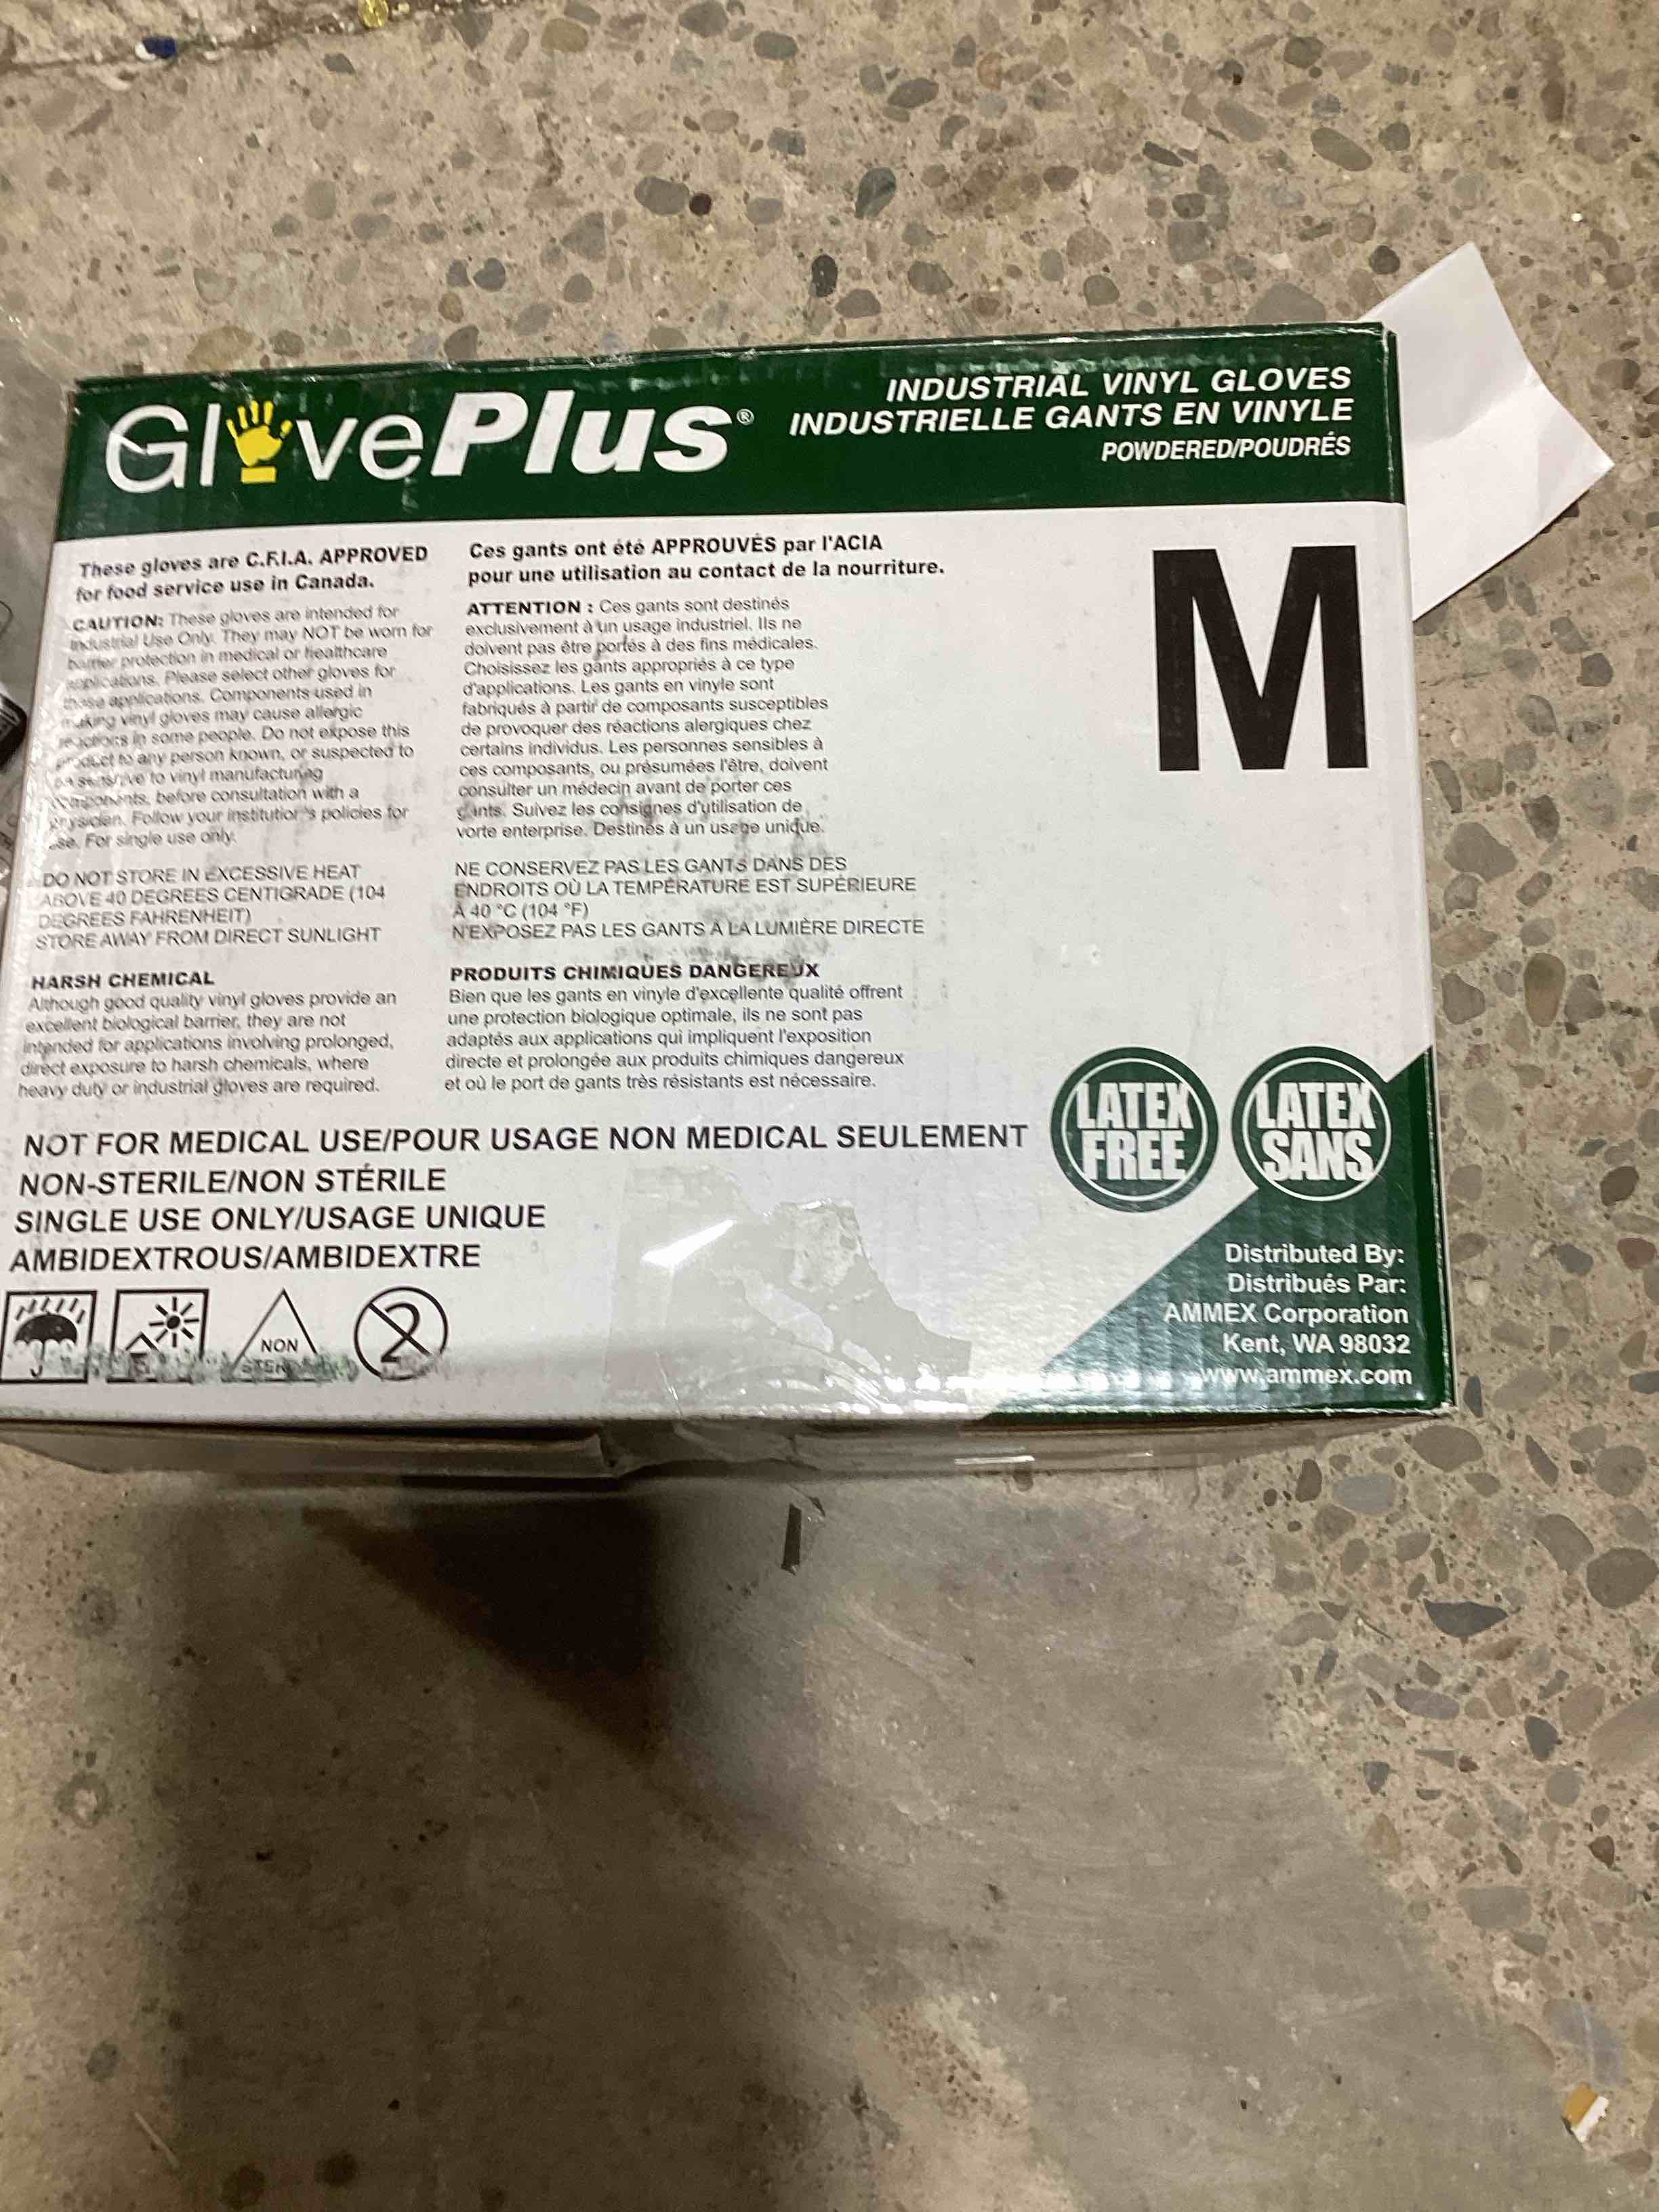 GlovePlus®
INDUSTRIAL VINYL GLOVES
INDUSTRIELLE GANTS EN VINYLE
POWDERED/POUDRÉS
These gloves are C.F.I.A. APPROVED
for food service use in Canada.
CAUTION: These gloves are intended for
Industrial Use Only. They may NOT be worn for
barrier protection in medical or healthcare
applications. Please select other gloves for
those applications. Components used in
making vinyl gloves may cause allergic
reactions in some people. Do not expose this
product to any person known, or suspected to
be sensitive to vinyl manufacturing
components, before consultation with a
physician. Follow your institution's policies for
use. For single use only.
DO NOT STORE IN EXCESSIVE HEAT
ABOVE 40 DEGREES CENTIGRADE (104
DEGREES FAHRENHEIT)
STORE AWAY FROM DIRECT SUNLIGHT
HARSH CHEMICAL
Although good quality vinyl gloves provide an
excellent biological barrier, they are not
intended for applications involving prolonged,
direct exposure to harsh chemicals, where
heavy duty or industrial gloves are required.
Ces gants ont été APPROUVÉS par l'ACIA
pour une utilisation au contact de la nourriture.
ATTENTION : Ces gants sont destinés
exclusivement à un usage industriel. Ils ne
doivent pas être portés à des fins médicales.
Choisissez les gants appropriés à ce type
d'applications. Les gants en vinyle sont
fabriqués à partir de composants susceptibles
de provoquer des réactions alergiques chez
certains individus. Les personnes sensibles à
ces composants, ou présumées l'être, doivent
consulter un médecin avant de porter ces
gants. Suivez les consignes d'utilisation de
vorte enterprise. Destinés à un usage unique.
NE CONSERVEZ PAS LES GANTS DANS DES
ENDROITS OÙ LA TEMPÉRATURE EST SUPÉRIEURE
À 40 °C (104 °F)
N'EXPOSEZ PAS LES GANTS À LA LUMIÈRE DIRECTE
PRODUITS CHIMIQUES DANGEREUX
Bien que les gants en vinyle d'excellente qualité offrent
une protection biologique optimale, ils ne sont pas
adaptés aux applications qui impliquent l'exposition
directe et prolongée aux produits chimiques dangereux
et où le port de gants très résistants est nécessaire.
M
NOT FOR MEDICAL USE/POUR USAGE NON MEDICAL SEULEMENT
NON-STERILE/NON STÉRILE
SINGLE USE ONLY/USAGE UNIQUE
AMBIDEXTROUS/AMBIDEXTRE
NON
2
LATEX
FREE
LATEX
SANS
Distributed By:
Distribués Par:
AMMEX Corporation
Kent, WA 98032
www.ammex.com